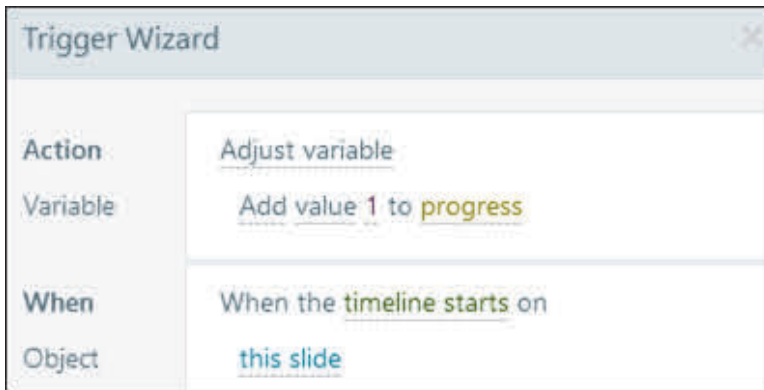 Trigger Wizard
Action Adjust variable
Variable Add value 1 to progress
When When the timeline starts on
Object this slide